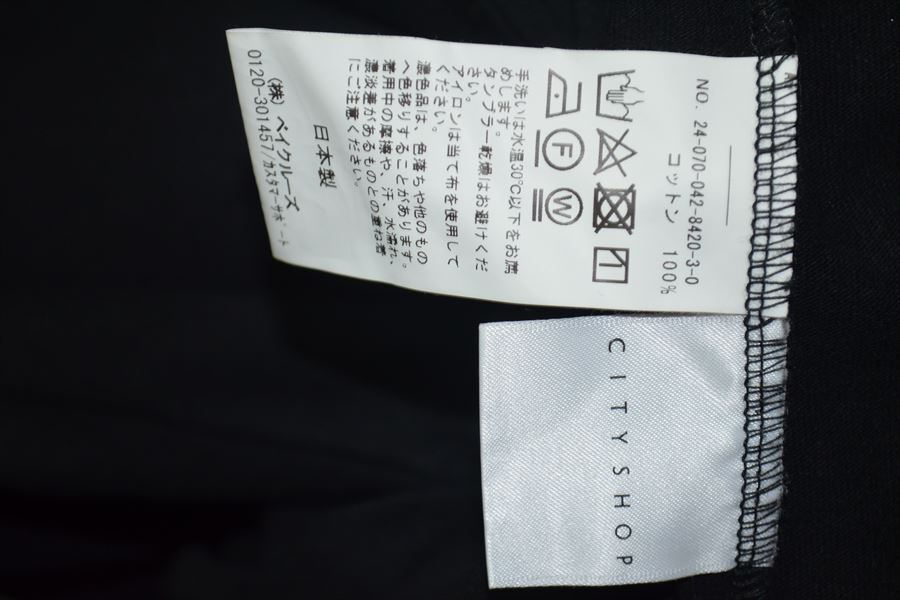 NO. 24-070-042-8420-3-0
コットン 100%
手洗いは水温30℃以下をお薦
めします。
タンブラー乾燥はお避けくだ
さい。
アイロンは当て布を使用して
ください。
濃色品は、色落ちや他のもの
へ色移りすることがあります。
着用中の摩擦や、汗、水濡れ、
濃淡差があるものとの重ね着
にご注意ください。
日本製
(株) ベイクルーズ
0120-301457/カスタマーサポート
CITYSHOP